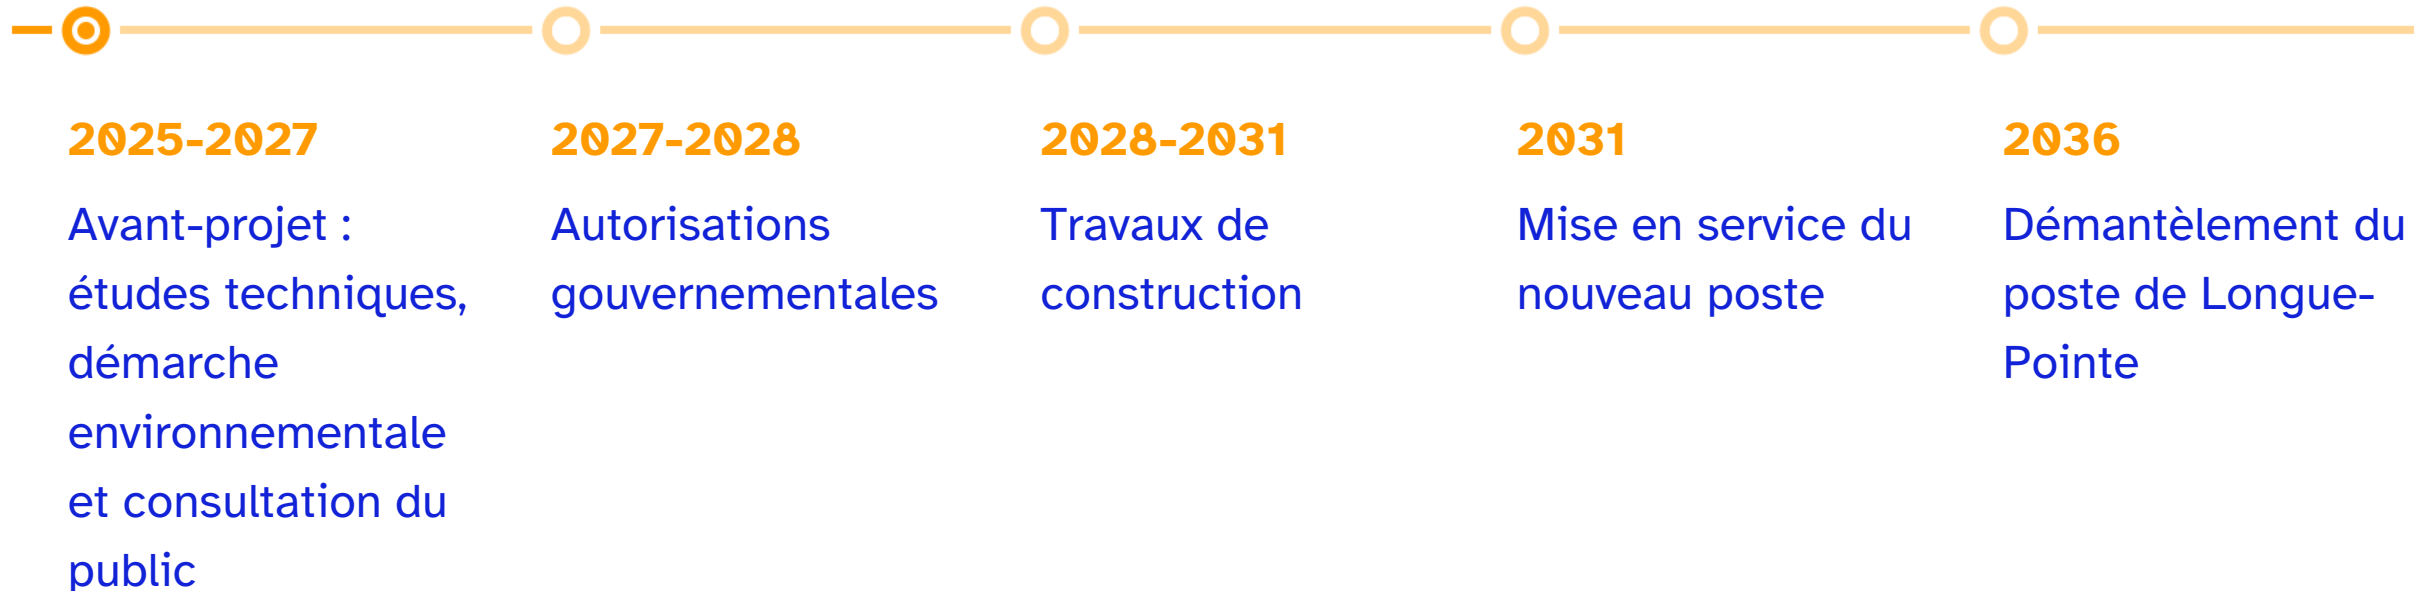 2025-2027
Avant-projet :
études techniques,
démarche
environnementale
et consultation du
public
2027-2028
Autorisations
gouvernementales
2028-2031
Travaux de
construction
2031
Mise en service du
nouveau poste
2036
Démantèlement du
poste de Longue-
Pointe